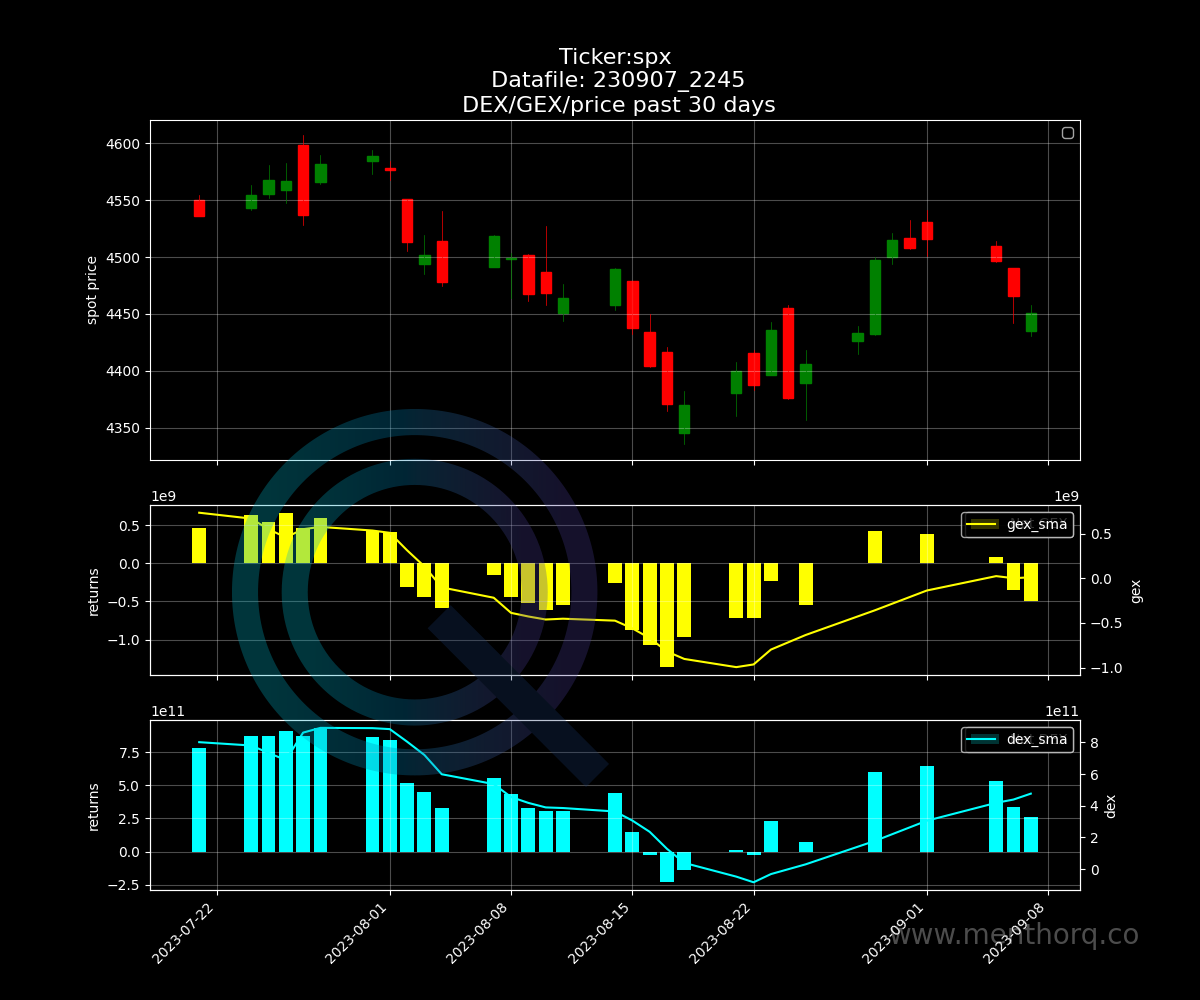 Ticker:spx
Datafile: 230907_2245
DEX/GEX/price past 30 days
4600
4550
4500
4450
4400
4350
spot price
1e9
1e9
gex_sma
0.5
0.0
−0.5
−1.0
returns
0.5
0.0
−0.5
−1.0
gex
1e11
1e11
dex_sma
7.5
5.0
2.5
0.0
−2.5
returns
8
6
4
2
0
dex
2023-07-22
2023-08-01
2023-08-08
2023-08-15
2023-08-22
2023-09-01
2023-09-08
www.menthorq.co